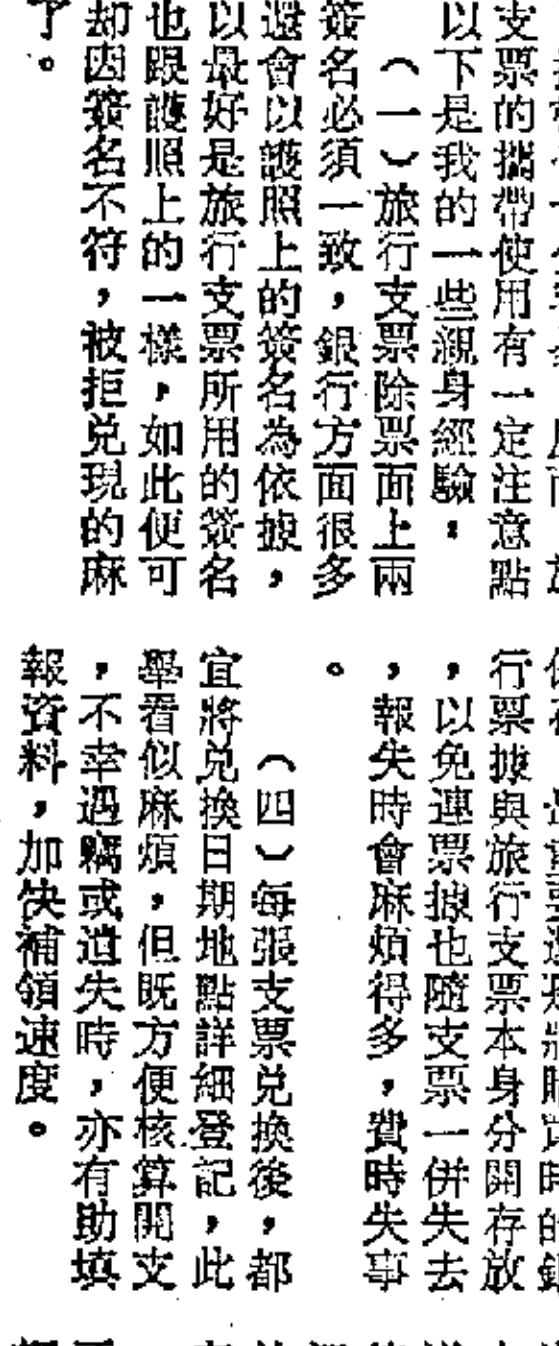 支票的攜帶使用有一定注意點
以下是我的一些親身經驗：
（一）旅行支票除票面上兩
簽名必須一致，銀行方面很多
還會以護照上的簽名為依據，
以最好是旅行支票所用的簽名
也跟護照上的一樣，如此便可
却因簽名不符，被拒兌現的麻
了。
行票據與旅行支票本身分開存放
，以免連票據也隨支票一併失去
，報失時會麻煩得多，費時失事
。
（四）每張支票兌換後，都
宜將兌換日期地點詳細登記，此
舉看似麻煩，但既方便核算開支
，不幸遇竊或遺失時，亦有助填
報資料，加快補領速度。